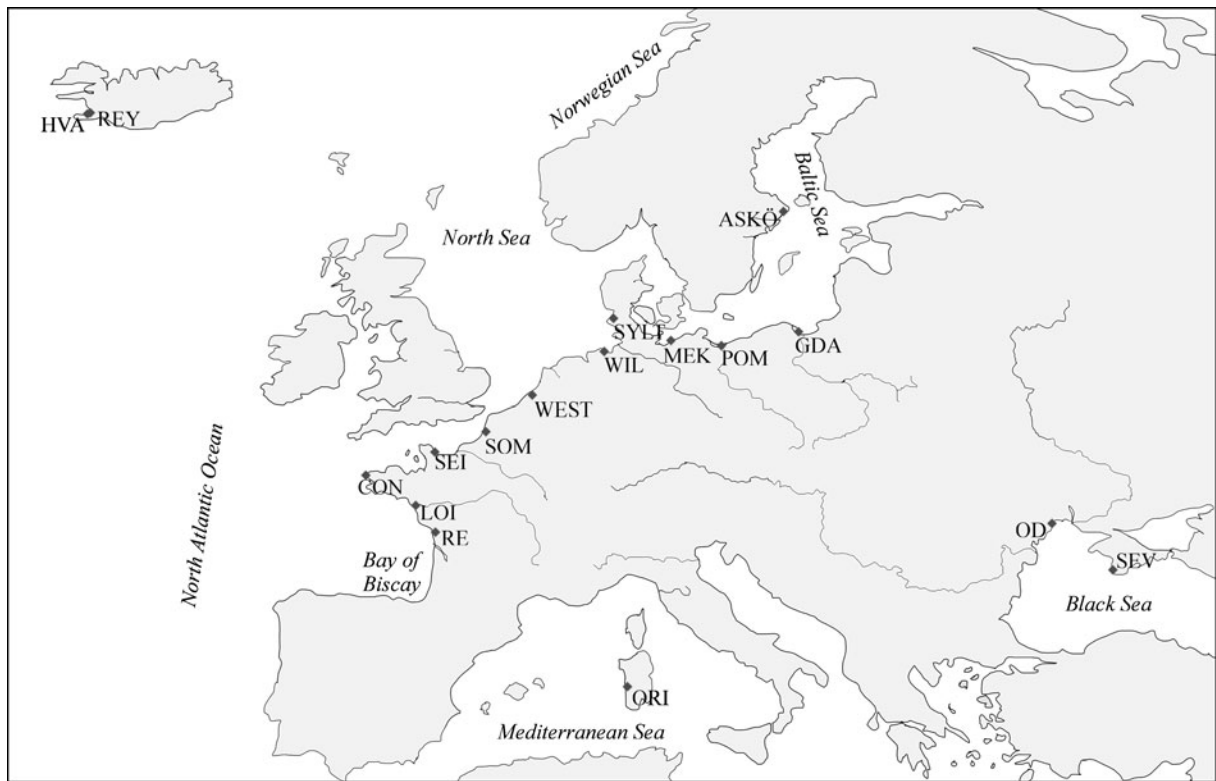 Norwegian Sea
HVA REY
Baltic Sea
ASKÖ
North Sea
SYLT
MEK
POM
GDA
WIL
WEST
SOM
SEI
CON
LOI
RE
North Atlantic Ocean
Bay of
Biscay
OD
SEV
Black Sea
ORI
Mediterranean Sea